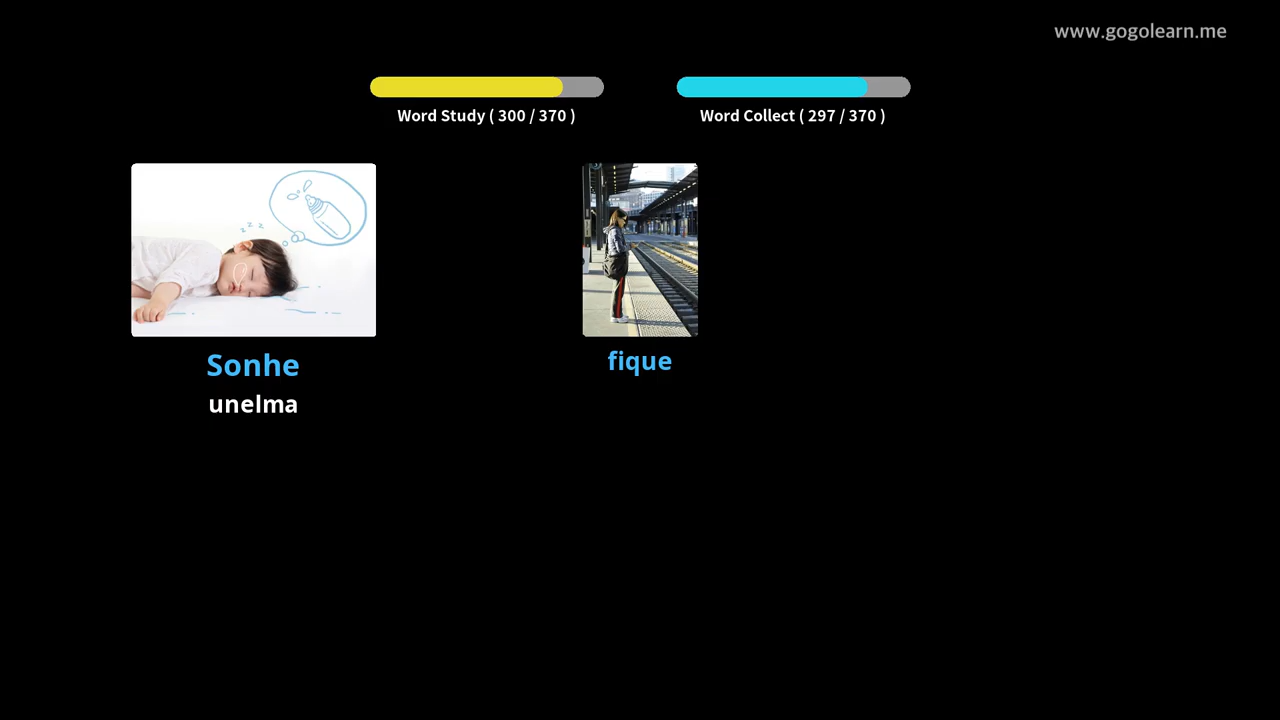 www.gogolearn.me
Word Study ( 300 / 370 )
Word Collect ( 297 / 370 )
z z z
Sonhe
fique
unelma